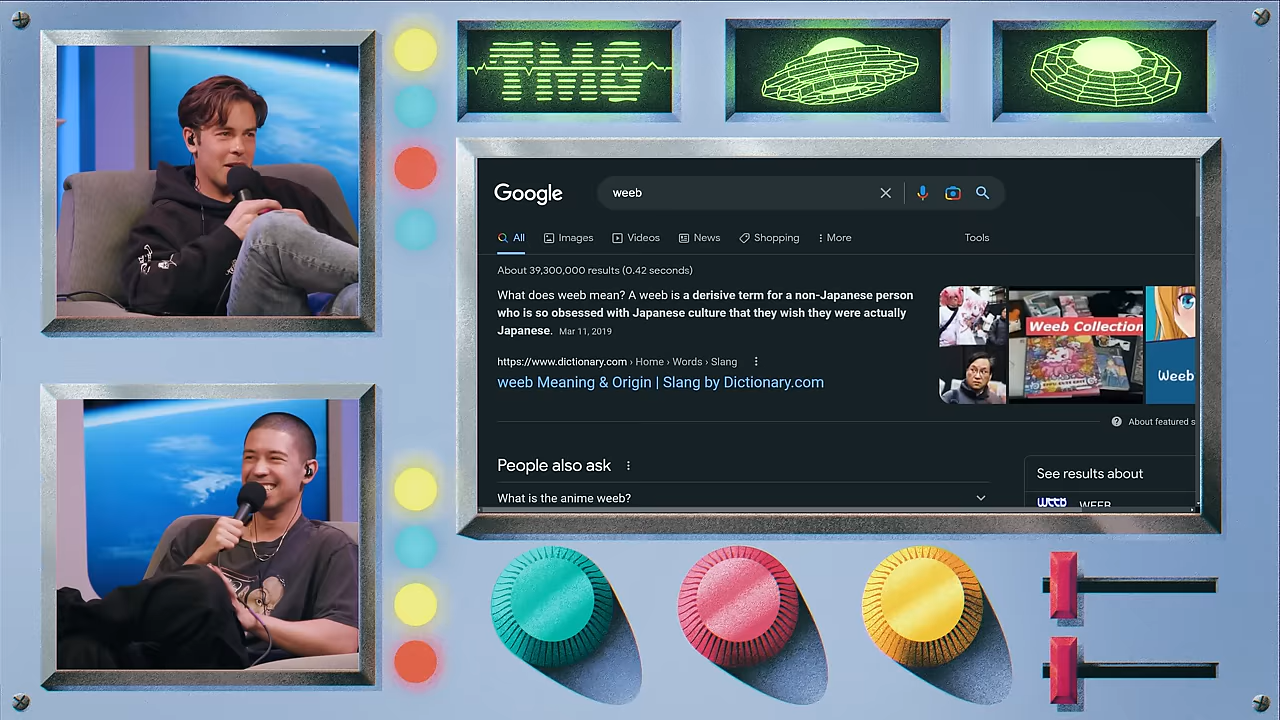 TMG
Google
weeb
All
Images
Videos
News
Shopping
More
Tools
About 39,300,000 results (0.42 seconds)
What does weeb mean? A weeb is a derisive term for a non-Japanese person
who is so obsessed with Japanese culture that they wish they were actually
Japanese. Mar 11, 2019
https://www.dictionary.com › Home › Words › Slang
weeb Meaning & Origin | Slang by Dictionary.com
Weeb Collection
Weeb
About featured s
People also ask
What is the anime weeb?
See results about
weeb
WEEB